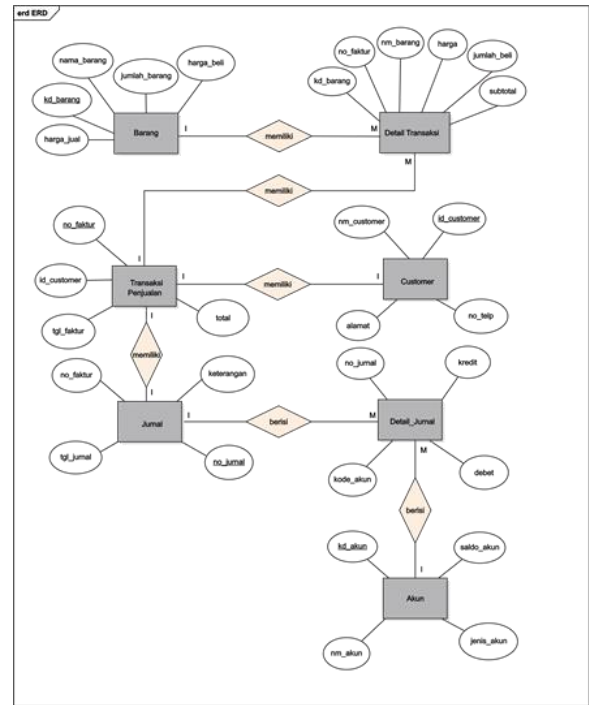 erd ERD
nama_barang
jumlah_barang
harga_beli
kd_barang
harga_jual
Barang
I
memiliki
M
no_faktur
nm_barang
harga
jumlah_beli
kd_barang
subtotal
Detail Transaksi
M
memiliki
I
no_faktur
id_customer
tgl_faktur
total
Transaksi
Penjualan
I
memiliki
I
nm_customer
id_customer
Customer
alamat
no_telp
I
memiliki
I
no_faktur
keterangan
Jurnal
tgl_jurnal
no_jurnal
I
berisi
M
no_jurnal
kredit
Detail_Jurnal
kode_akun
debet
M
berisi
I
kd_akun
saldo_akun
Akun
nm_akun
jenis_akun